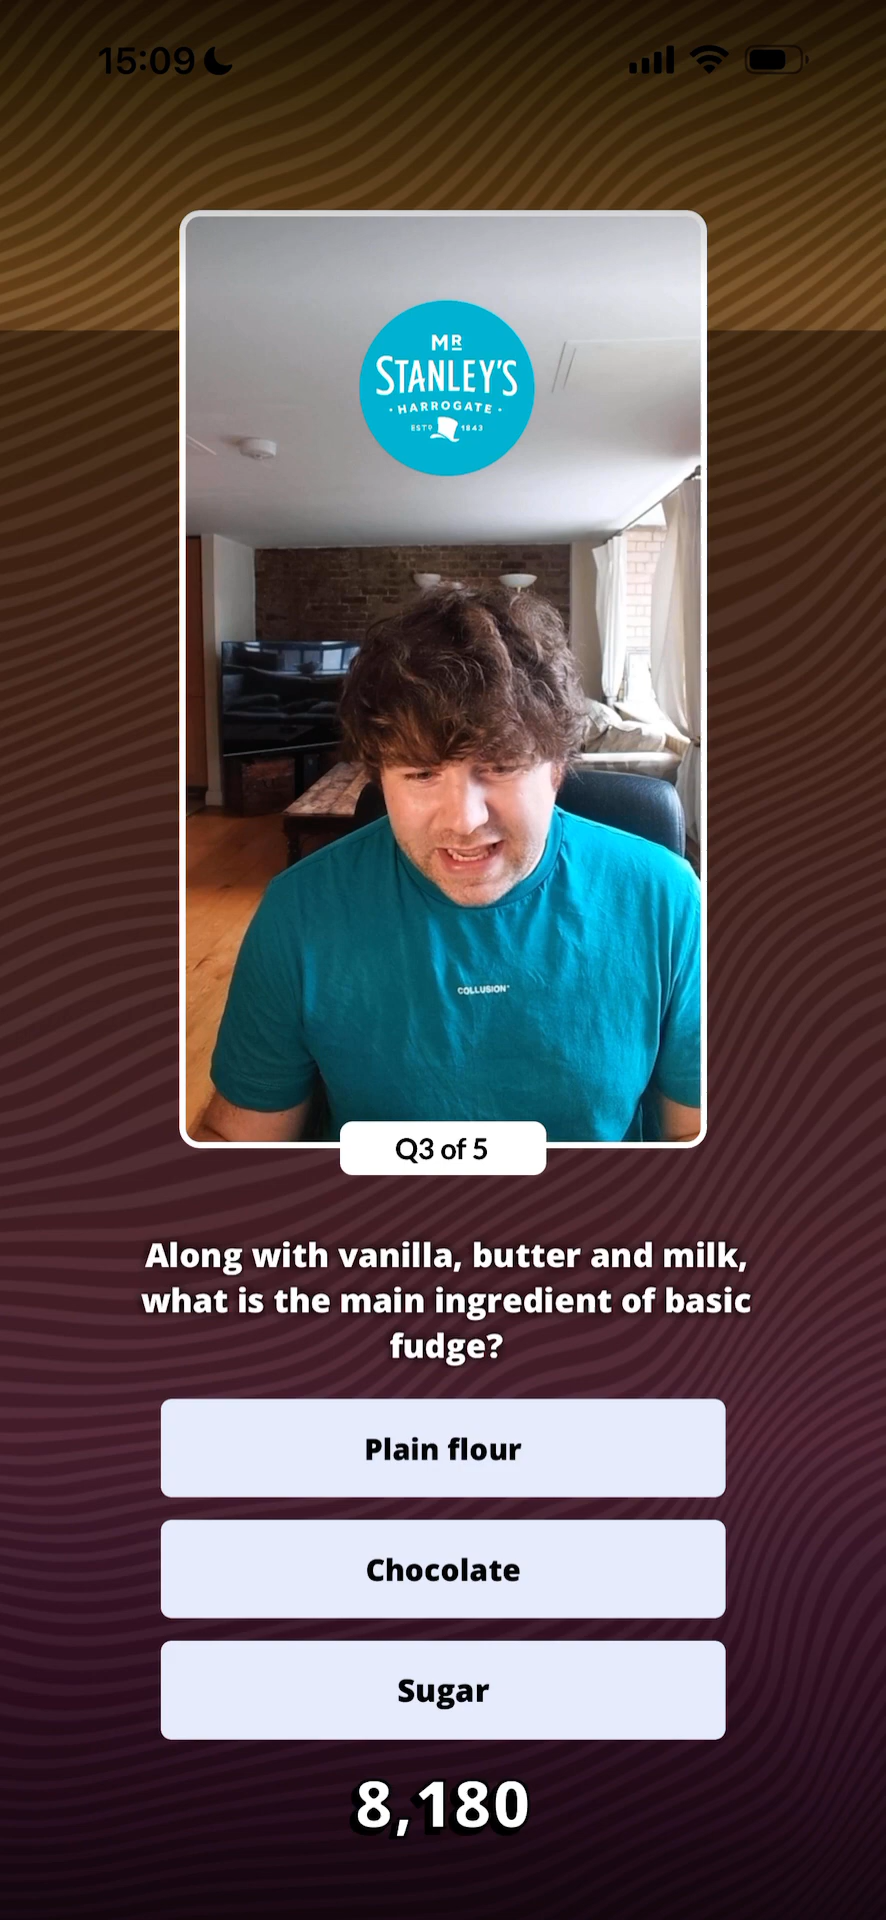 15:09
MR
STANLEY'S
· HARROGATE ·
ESTD 1843
COLLUSION
Q3 of 5
Along with vanilla, butter and milk,
what is the main ingredient of basic
fudge?
Plain flour
Chocolate
Sugar
8,180